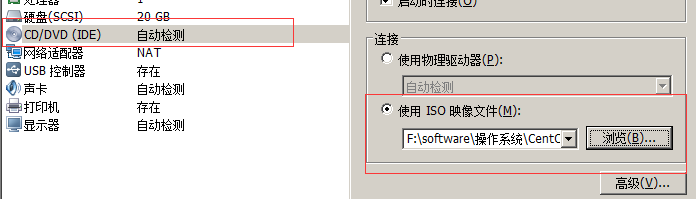 处理器 1
硬盘(SCSI) 20 GB
CD/DVD (IDE) 自动检测
网络适配器 NAT
USB 控制器 存在
声卡 自动检测
打印机 存在
显示器 自动检测
启动时连接(O)
连接
使用物理驱动器(P):
自动检测
使用 ISO 映像文件(M):
F:\software\操作系统\CentC
浏览(B)...
高级(V)...